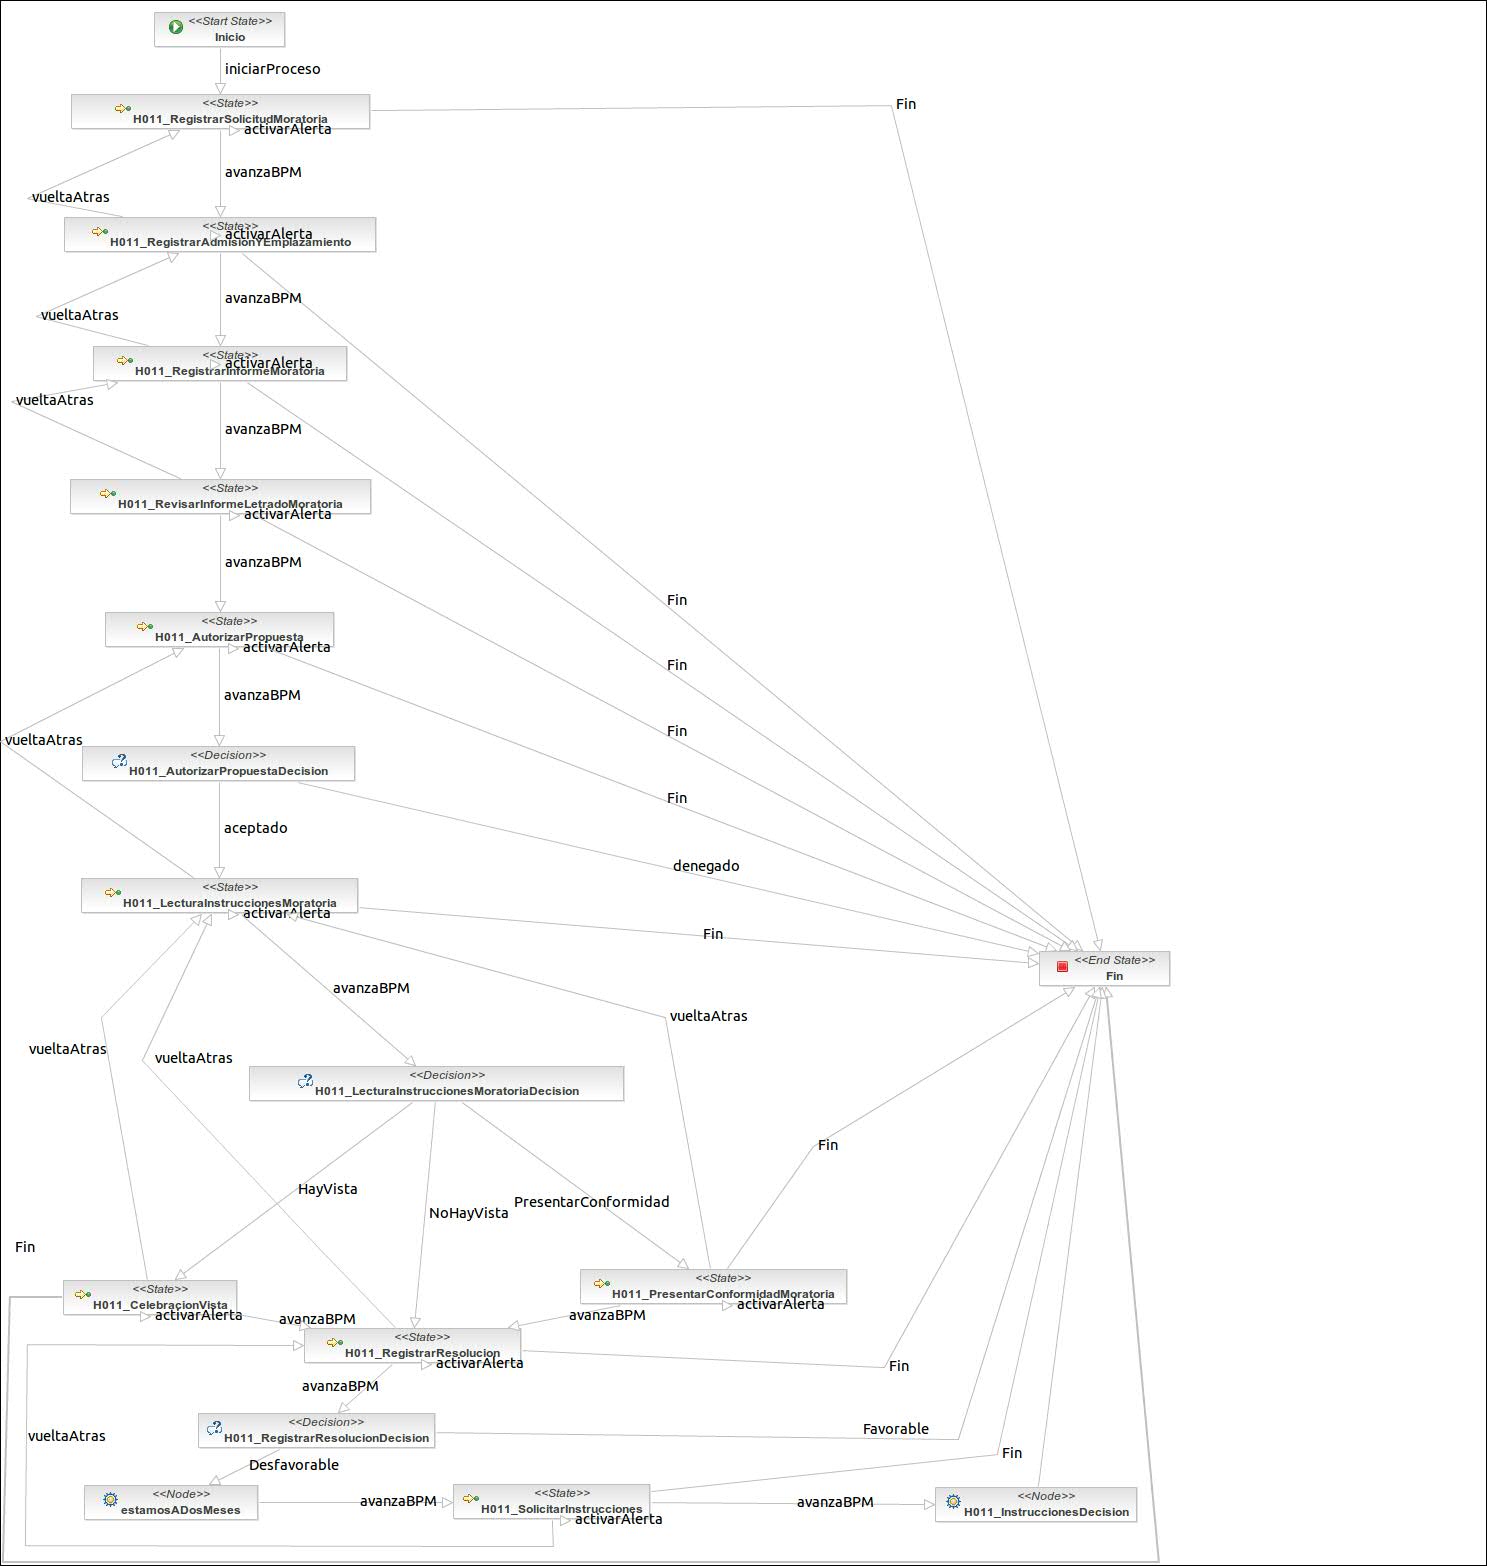 <<Start State>>
Inicio
iniciarProceso
<<State>>
H011_RegistrarSolicitudMoratoria
Fin
activarAlerta
avanzaBPM
vueltaAtras
<<State>>
activarAlerta
H011_RegistrarAdmisionYEmplazamiento
avanzaBPM
vueltaAtras
<<State>>
activarAlerta
H011_RegistrarInformeMoratoria
vueltaAtras
avanzaBPM
<<State>>
H011_RevisarInformeLetradoMoratoria
activarAlerta
avanzaBPM
Fin
<<State>>
H011_AutorizarPropuesta
activarAlerta
Fin
avanzaBPM
Fin
vueltaAtras
<<Decision>>
H011_AutorizarPropuestaDecision
Fin
aceptado
denegado
<<State>>
H011_LecturaInstruccionesMoratoria
activarAlerta
Fin
<<End State>>
Fin
avanzaBPM
vueltaAtras
vueltaAtras
vueltaAtras
<<Decision>>
H011_LecturaInstruccionesMoratoriaDecision
Fin
HayVista
PresentarConformidad
NoHayVista
Fin
<<State>>
H011_PresentarConformidadMoratoria
activarAlerta
<<State>>
H011_CelebracionVista
activarAlerta
avanzaBPM
avanzaBPM
<<State>>
H011_RegistrarResolucion
activarAlerta
Fin
avanzaBPM
<<Decision>>
H011_RegistrarResolucionDecision
Favorable
vueltaAtras
Fin
Desfavorable
<<Node>>
estamosADosMeses
avanzaBPM
<<State>>
H011_SolicitarInstrucciones
activarAlerta
avanzaBPM
<<Node>>
H011_InstruccionesDecision